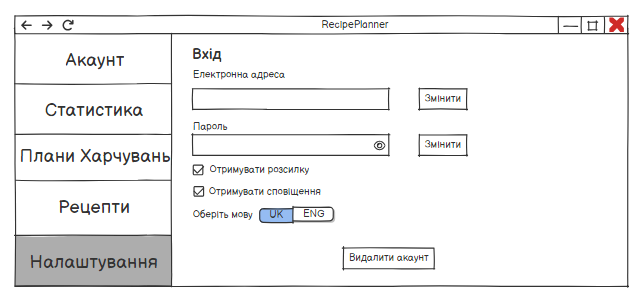 RecipePlanner
Акаунт
Статистика
Плани Харчувань
Рецепти
Налаштування
Вхід
Електронна адреса
Змінити
Пароль
Змінити
Отримувати розсилку
Отримувати сповіщення
Оберіть мову UK ENG
Видалити акаунт